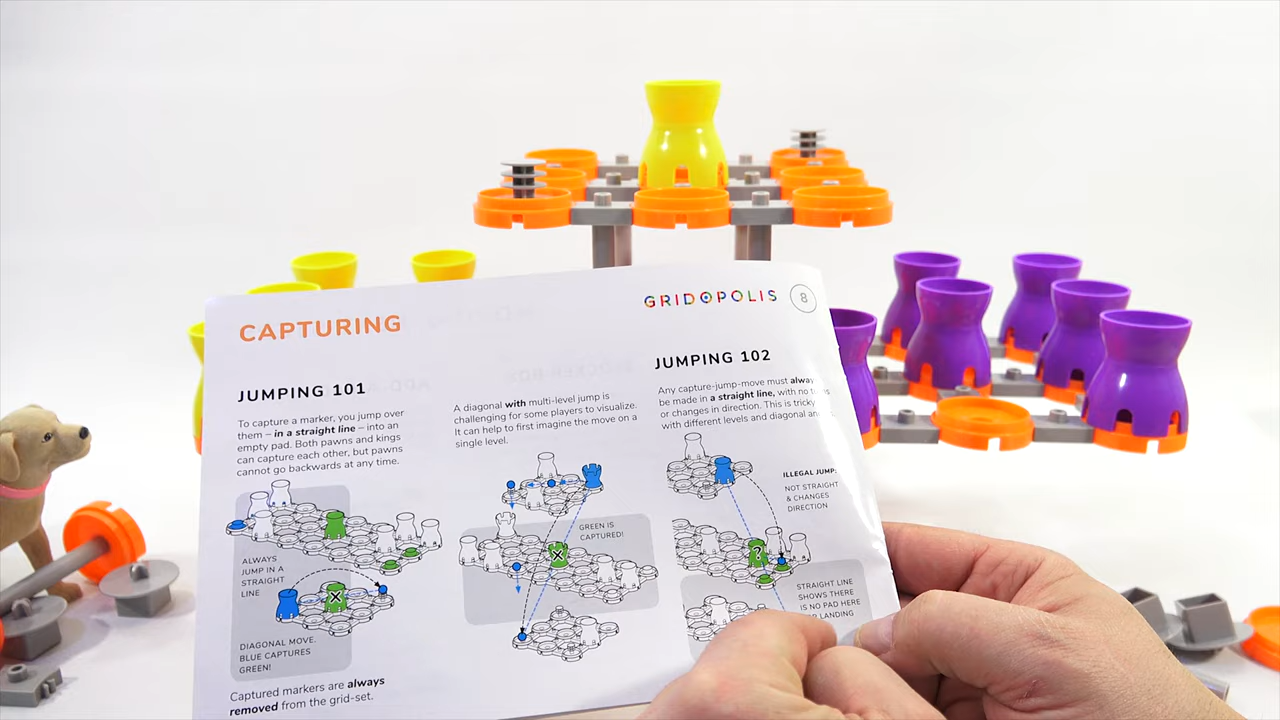 GRIDOPOLIS 8
CAPTURING
JUMPING 101
To capture a marker, you jump over
them – in a straight line – into an
empty pad. Both pawns and kings
can capture each other, but pawns
cannot go backwards at any time.
ALWAYS
JUMP IN A
STRAIGHT
LINE
DIAGONAL MOVE.
BLUE CAPTURES
GREEN!
Captured markers are always
removed from the grid-set.
A diagonal with multi-level jump is
challenging for some players to visualize.
It can help to first imagine the move on a
single level.
GREEN IS
CAPTURED!
X
X
JUMPING 102
Any capture-jump-move must
be made in a straight line, with no
or changes in direction. This is tricky
with different levels and diagonal
ILLEGAL JUMP:
NOT STRAIGHT
& CHANGES
DIRECTION
?
STRAIGHT LINE
SHOWS THERE
IS NO PAD HERE
LANDING